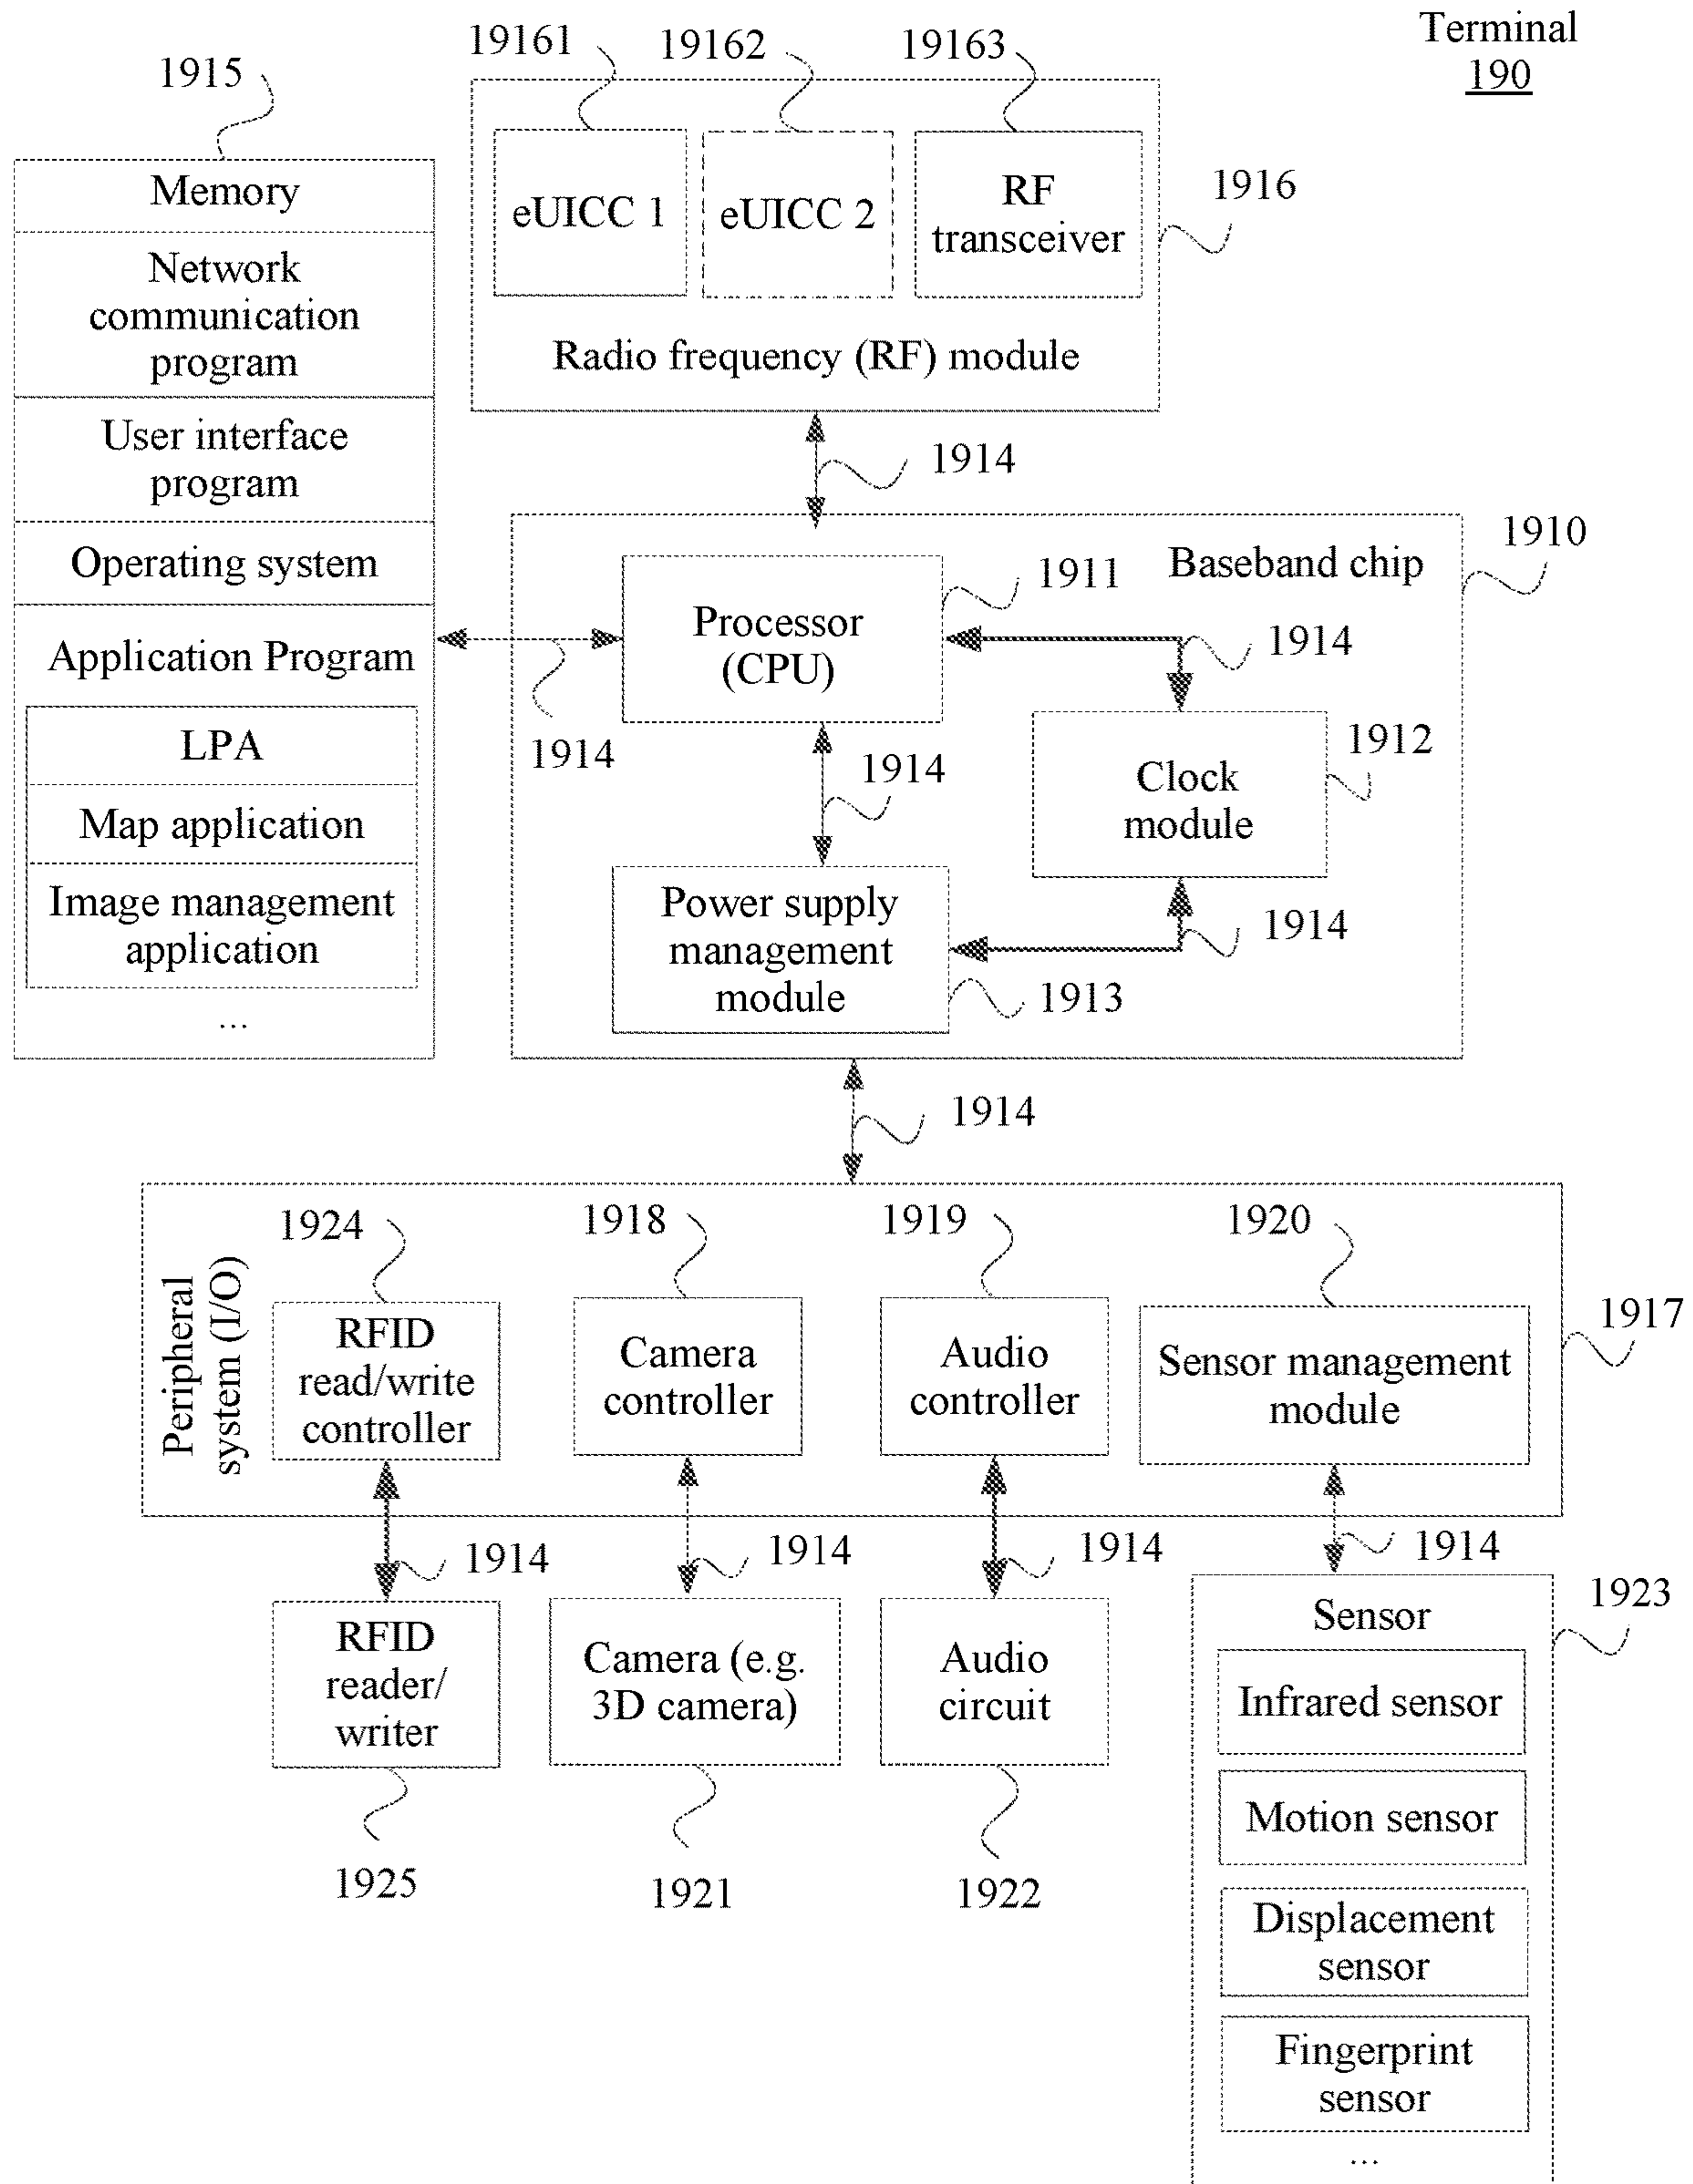 Terminal
190
1915
19161
19162
19163
1916
Memory
Network
communication
program
User interface
program
Operating system
Application Program
LPA
Map application
Image management
application
...
eUICC 1
eUICC 2
RF
transceiver
Radio frequency (RF) module
1914
1910
Baseband chip
1911
Processor
(CPU)
1914
1914
1914
1912
Clock
module
Power supply
management
module
1914
1913
1914
Peripheral
system (I/O)
1924
1918
1919
1920
1917
RFID
read/write
controller
Camera
controller
Audio
controller
Sensor management
module
1914
1914
1914
1914
RFID
reader/
writer
Camera (e.g.
3D camera)
Audio
circuit
1923
Sensor
Infrared sensor
Motion sensor
Displacement
sensor
Fingerprint
sensor
...
1925
1921
1922